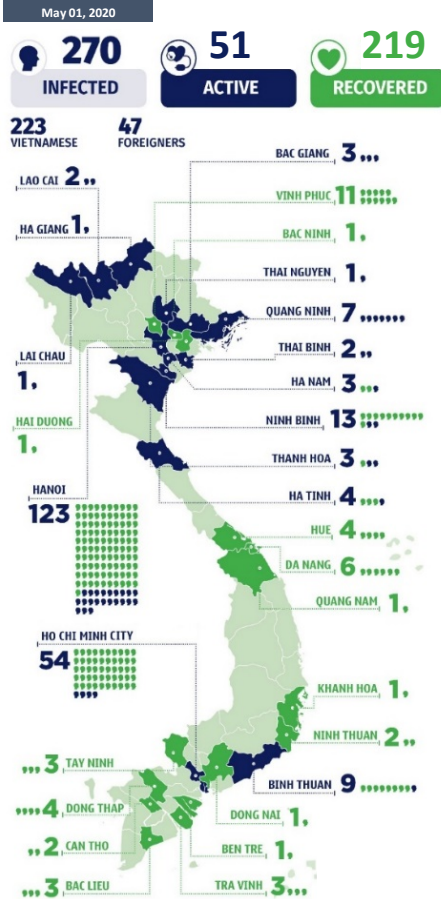 May 01, 2020
270
INFECTED
51
ACTIVE
219
RECOVERED
223
VIETNAMESE
47
FOREIGNERS
BAC GIANG 3
LAO CAI 2
VINH PHUC 11
HA GIANG 1
BAC NINH 1
THAI NGUYEN 1
QUANG NINH 7
THAI BINH 2
LAI CHAU
1
HA NAM 3
HAI DUONG
1
NINH BINH 13
THANH HOA 3
HANOI
123
HA TINH 4
HUE 4
DA NANG 6
QUANG NAM 1
HO CHI MINH CITY
54
KHANH HOA 1
NINH THUAN 2
3 TAY NINH
BINH THUAN 9
4 DONG THAP
DONG NAI 1
2 CAN THO
BEN TRE 1
3 BAC LIEU
TRA VINH 3